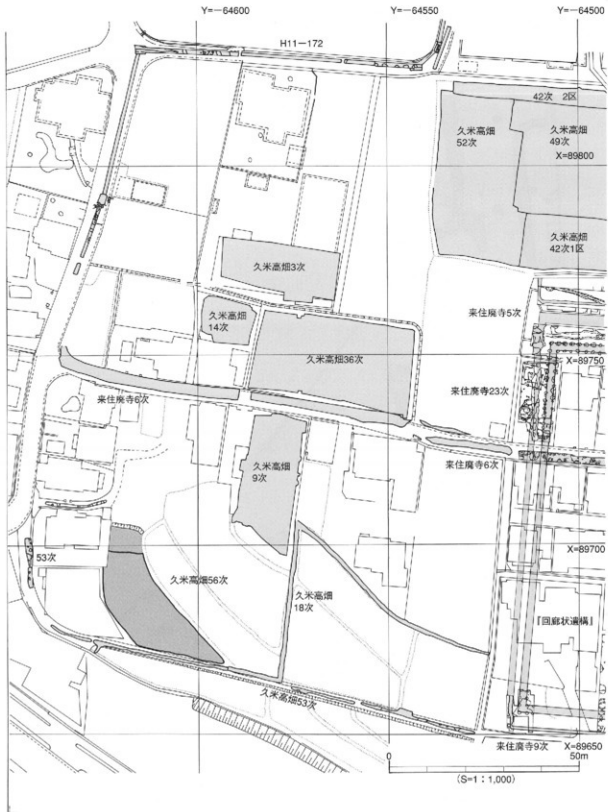 Y=−64600
Y=−64550
Y=−64500
H11−172
42次 2区
久米高畑
52次
久米高畑
49次
X=89800
久米高畑
42次1区
久米高畑3次
久米高畑
14次
来住廃寺5次
久米高畑36次
X=89750
来住廃寺6次
来住廃寺23次
久米高畑
9次
来住廃寺6次
X=89700
53次
久米高畑56次
久米高畑
18次
『回廊状遺構』
久米高畑53次
来住廃寺9次
X=89650
0
50m
(S=1:1,000)